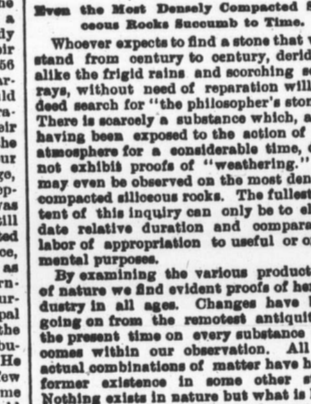 Even the Most Densely Compacted S
ceous Rocks Succumb to Time.
Whoever expects to find a stone that w
stand from century to century, derid
alike the frigid rains and scorching so
rays, without need of reparation will
deed search for "the philosopher's ston
There is scarcely a substance which, a
having been exposed to the action of
atmosphere for a considerable time, d
not exhibit proofs of "weathering."
may even be observed on the most den
compacted siliceous rocks. The fullest
tent of this inquiry can only be to el
date relative duration and compara
labor of appropriation to useful or or
mental purposes.
By examining the various product
of nature we find evident proofs of her
dustry in all ages. Changes have b
going on from the remotest antiquit
the present time on every substance
comes within our observation. All
actual combinations of matter have h
former existence in some other s
Nothing exists in nature but what is l